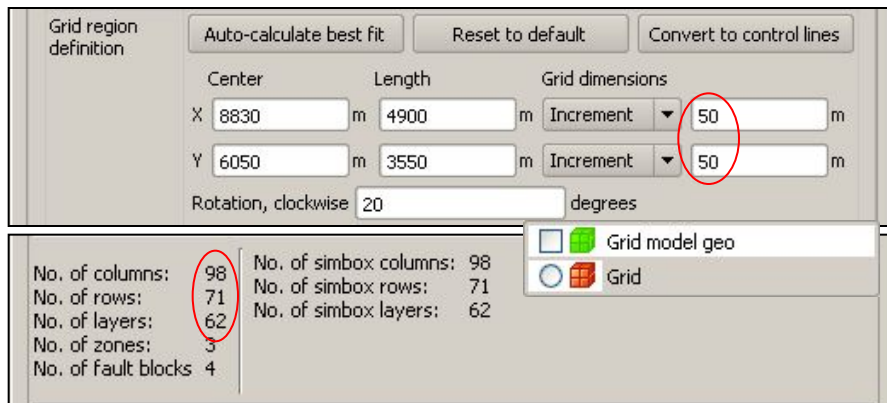 Grid region definition
Auto-calculate best fit Reset to default Convert to control lines
Center Length Grid dimensions
X 8830 m 4900 m Increment 50 m
Y 6050 m 3550 m Increment 50 m
Rotation, clockwise 20 degrees
Grid model geo
Grid
No. of columns: 98
No. of rows: 71
No. of layers: 62
No. of zones: 3
No. of fault blocks 4
No. of simbox columns: 98
No. of simbox rows: 71
No. of simbox layers: 62